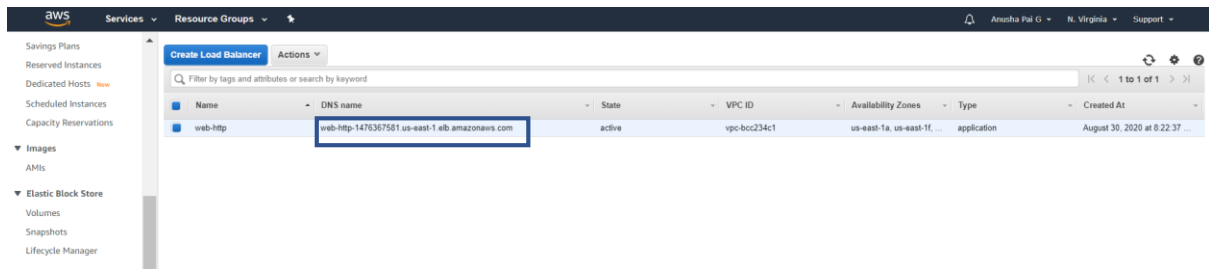 aws Services Resource Groups Anusha Pai G N. Virginia Support
Savings Plans
Reserved Instances
Dedicated Hosts New
Scheduled Instances
Capacity Reservations
Images
AMIs
Elastic Block Store
Volumes
Snapshots
Lifecycle Manager
Create Load Balancer Actions
Filter by tags and attributes or search by keyword 1 to 1 of 1
Name DNS name State VPC ID Availability Zones Type Created At
web-http web-http-1476367581.us-east-1.elb.amazonaws.com active vpc-bcc234c1 us-east-1a, us-east-1f, ... application August 30, 2020 at 8:22:37 ...